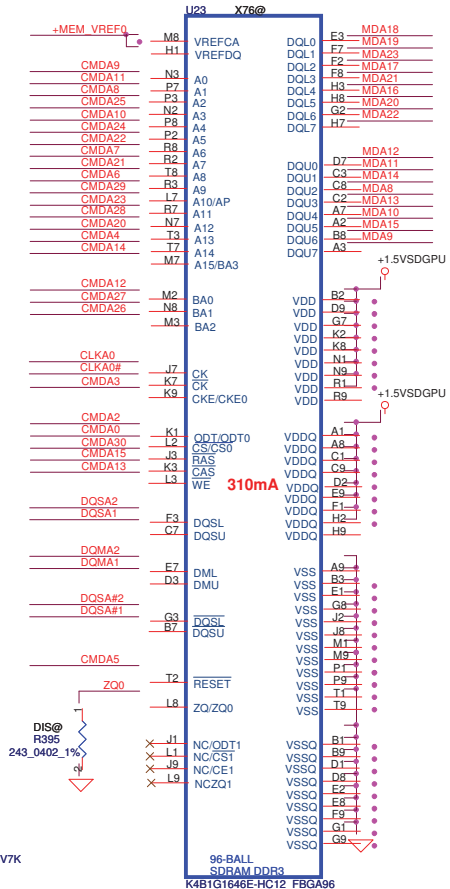 U23 X76@
+MEM_VREF0
M8 VREFCA
H1 VREFDQ
CMDA9 N3 A0
CMDA11 P7 A1
CMDA8 P3 A2
CMDA25 N2 A3
CMDA10 P8 A4
CMDA24 P2 A5
CMDA22 R8 A6
CMDA7 R2 A7
CMDA21 T8 A8
CMDA6 R3 A9
CMDA29 L7 A10/AP
CMDA23 R7 A11
CMDA28 N7 A12
CMDA20 T3 A13
CMDA4 T7 A14
CMDA14 M7 A15/BA3
CMDA12 M2 BA0
CMDA27 N8 BA1
CMDA26 M3 BA2
CLKA0 J7 CK
CLKA0# K7 CK
CMDA3 K9 CKE/CKE0
CMDA2 K1 ODT/ODT0
CMDA0 L2 CS/CS0
CMDA30 J3 RAS
CMDA15 K3 CAS
CMDA13 L3 WE
310mA
DQSA2 F3 DQSL
DQSA1 C7 DQSU
DQMA2 E7 DML
DQMA1 D3 DMU
DQSA#2 G3 DQSL
DQSA#1 B7 DQSU
CMDA5 T2 RESET
ZQ0 L8 ZQ/ZQ0
1
DIS@
R395
243_0402_1%
2
J1 NC/ODT1
L1 NC/CS1
J9 NC/CE1
L9 NCZQ1
DQL0 E3 MDA18
DQL1 F7 MDA19
DQL2 F2 MDA23
DQL3 F8 MDA17
DQL4 H3 MDA21
DQL5 H8 MDA16
DQL6 G2 MDA20
DQL7 H7 MDA22
DQU0 D7 MDA12
DQU1 C3 MDA11
DQU2 C8 MDA14
DQU3 C2 MDA8
DQU4 A7 MDA13
DQU5 A2 MDA10
DQU6 B8 MDA15
DQU7 A3 MDA9
+1.5VSDGPU
VDD B2
VDD D9
VDD G7
VDD K2
VDD K8
VDD N1
VDD N9
VDD R1
VDD R9
+1.5VSDGPU
VDDQ A1
VDDQ A8
VDDQ C1
VDDQ C9
VDDQ D2
VDDQ E9
VDDQ F1
VDDQ H2
VDDQ H9
VSS A9
VSS B3
VSS E1
VSS G8
VSS J2
VSS J8
VSS M1
VSS M9
VSS P1
VSS P9
VSS T1
VSS T9
VSSQ B1
VSSQ B9
VSSQ D1
VSSQ D8
VSSQ E2
VSSQ E8
VSSQ F9
VSSQ G1
VSSQ G9
V7K
96-BALL
SDRAM DDR3
K4B1G1646E-HC12 FBGA96